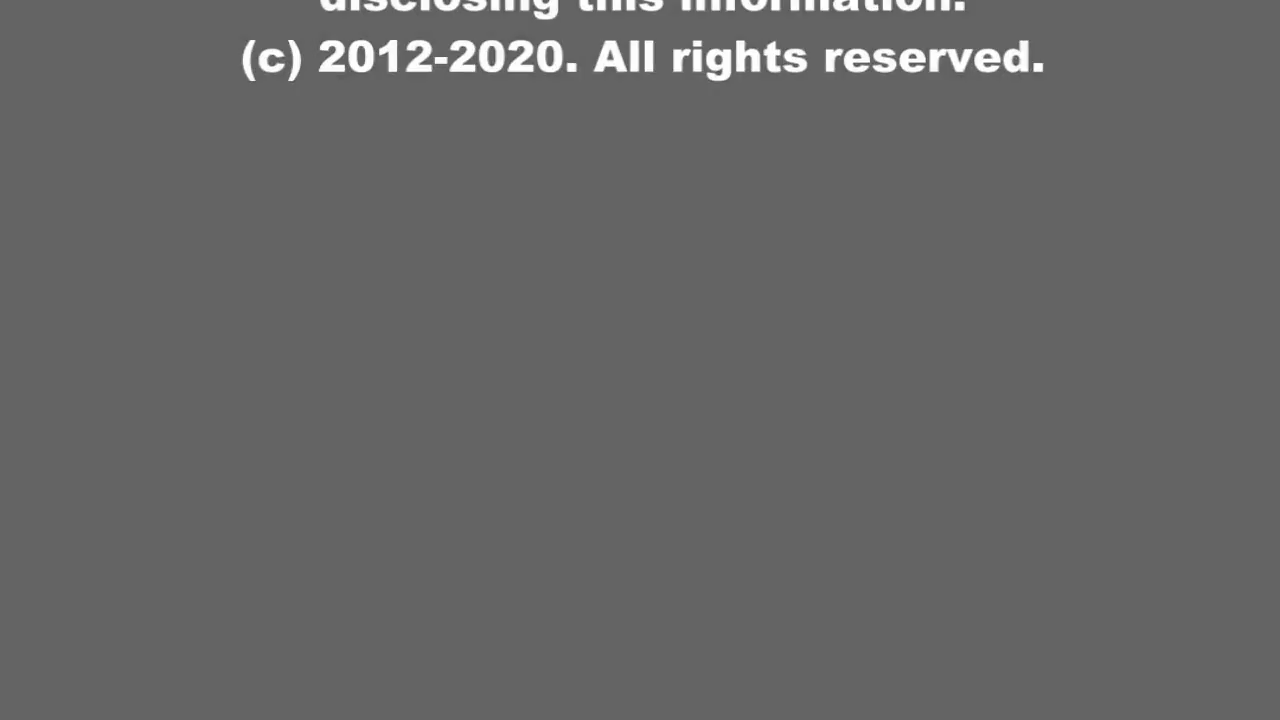 disclosing this information.
(c) 2012-2020. All rights reserved.